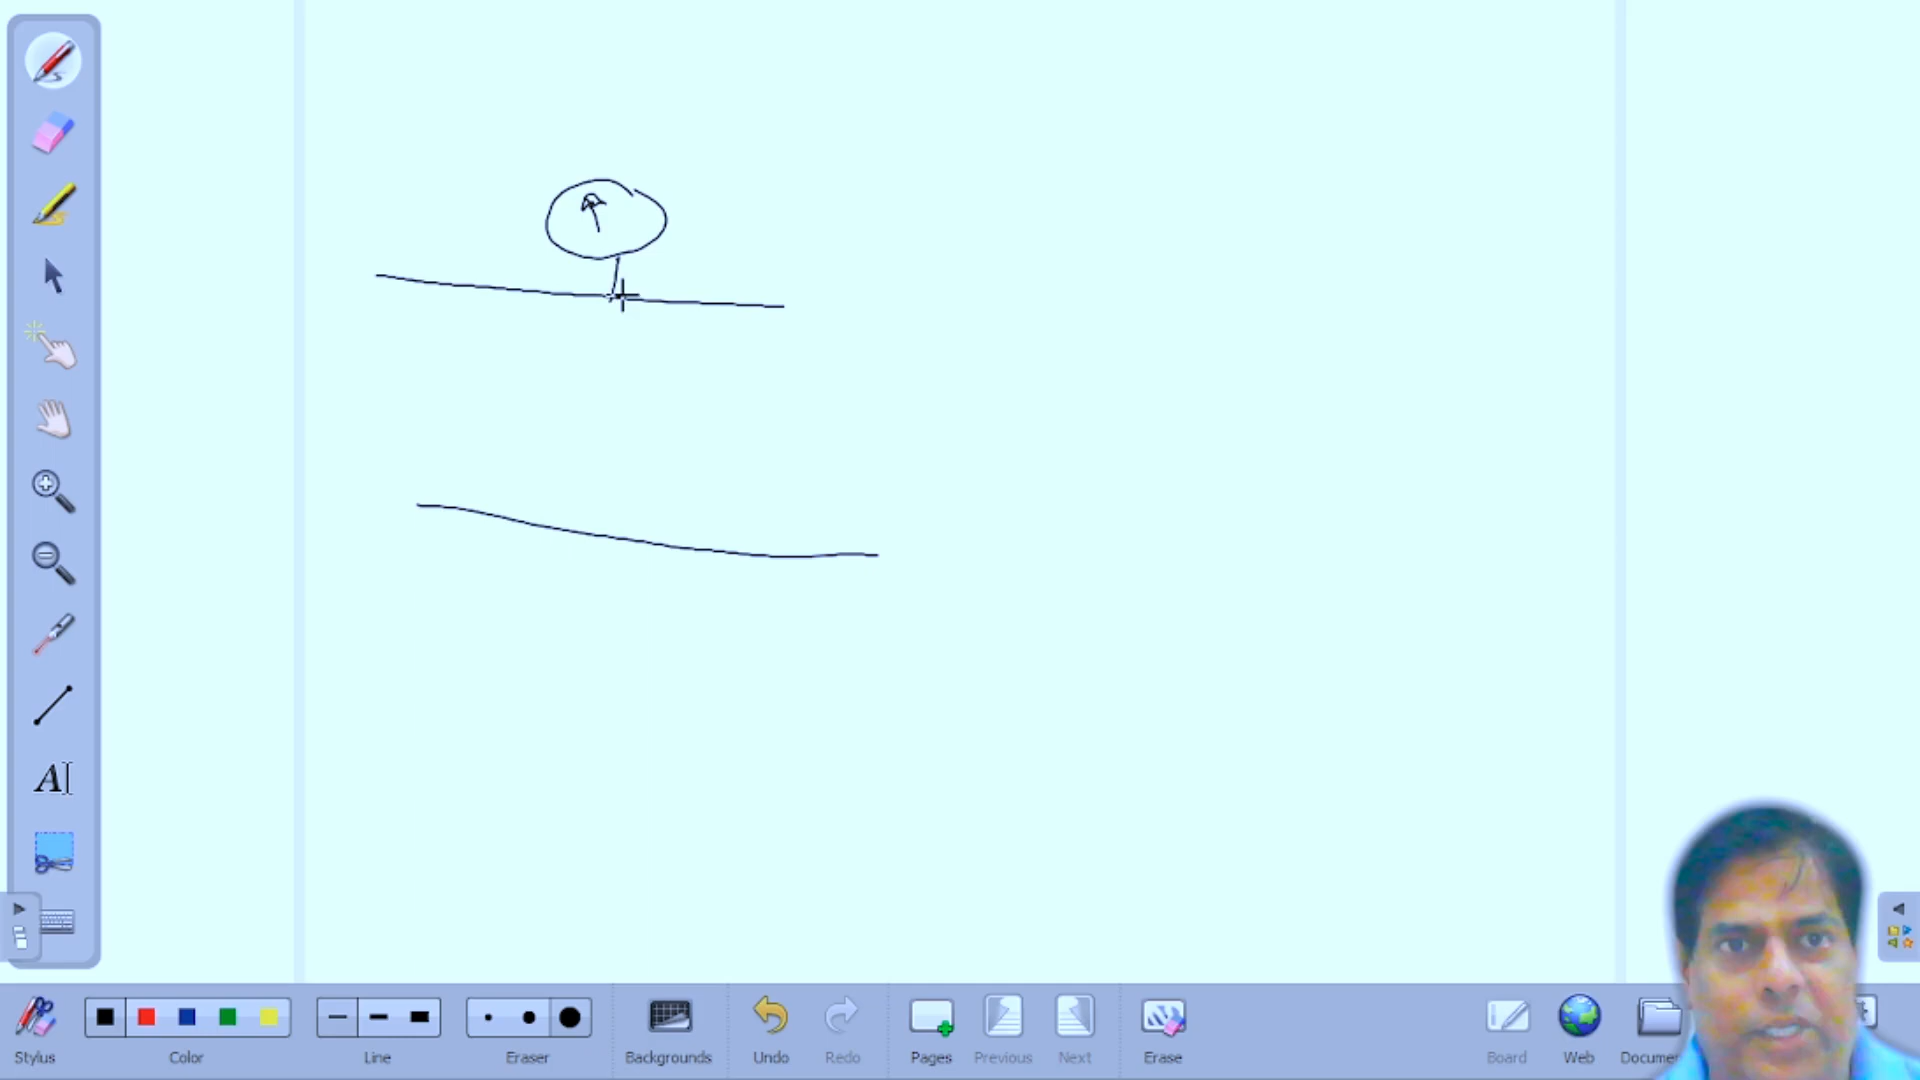 A
Stylus
Color
Line
Eraser
Backgrounds
Undo
Redo
Pages
Previous
Next
Erase
Board
Web